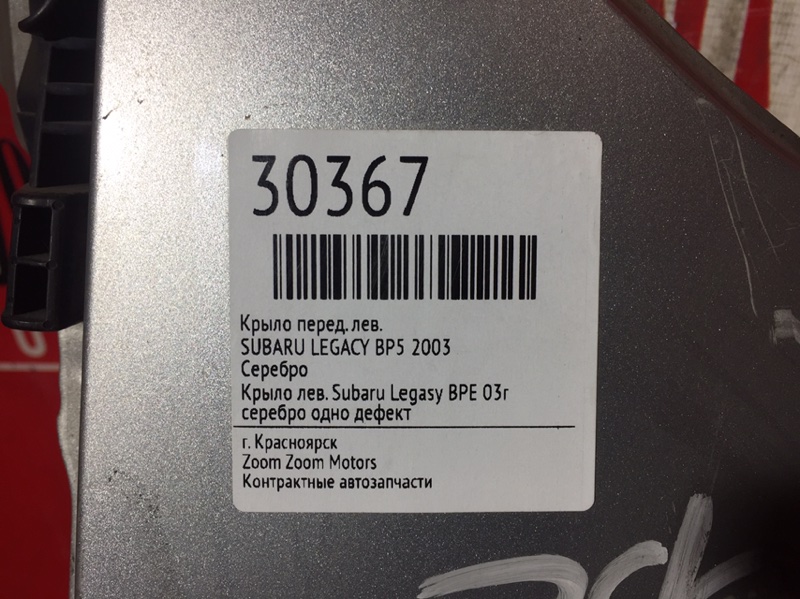 30367
Крыло перед. лев.
SUBARU LEGACY BP5 2003
Серебро
Крыло лев. Subaru Legasy BPE 03г
серебро одно дефект
г. Красноярск
Zoom Zoom Motors
Контрактные автозапчасти